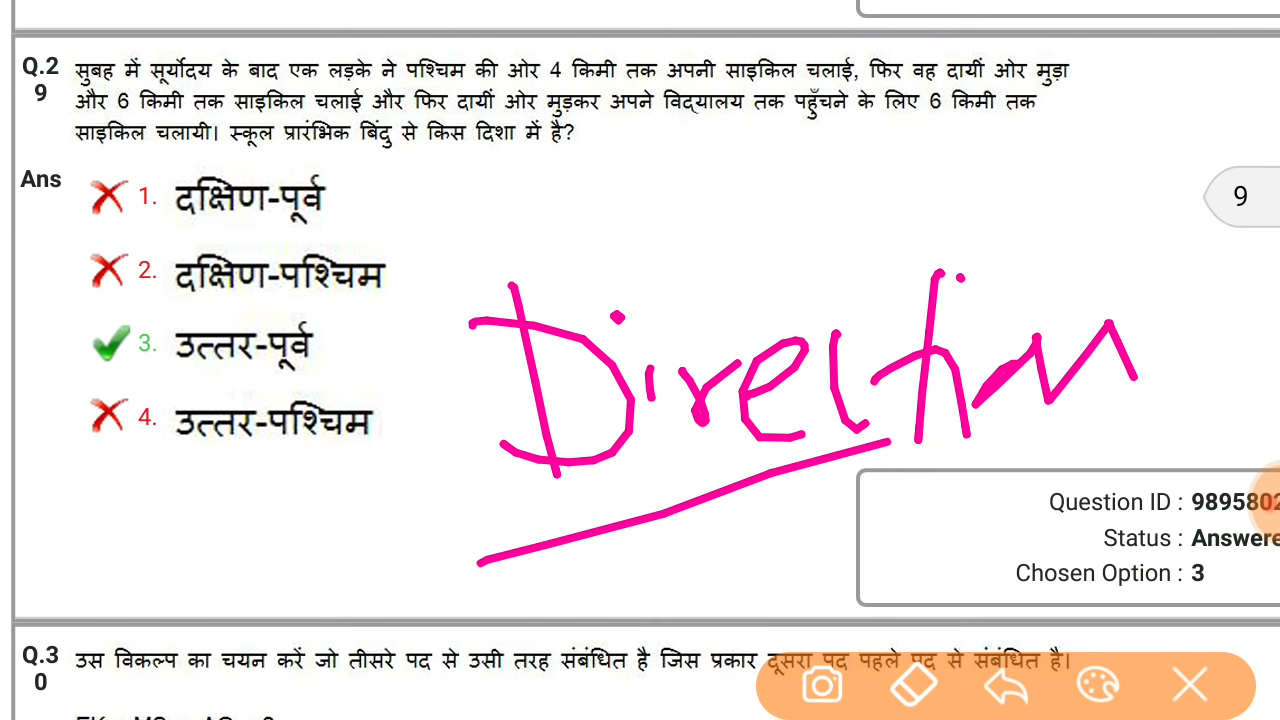 Q.2 सुबह में सूर्योदय के बाद एक लड़के ने पश्चिम की ओर 4 किमी तक अपनी साइकिल चलाई, फिर वह दायीं ओर मुड़ा
9 और 6 किमी तक साइकिल चलाई और फिर दायीं ओर मुड़कर अपने विद्यालय तक पहुँचने के लिए 6 किमी तक
साइकिल चलायी। स्कूल प्रारंभिक बिंदु से किस दिशा में है?
Ans
1. दक्षिण-पूर्व
9
2. दक्षिण-पश्चिम
3. उत्तर-पूर्व
4. उत्तर-पश्चिम
Direction
Question ID : 989580
Status : Answere
Chosen Option : 3
Q.3 उस विकल्प का चयन करें जो तीसरे पद से उसी तरह संबंधित है जिस प्रकार दूसरा पद पहले पद से संबंधित है।
0